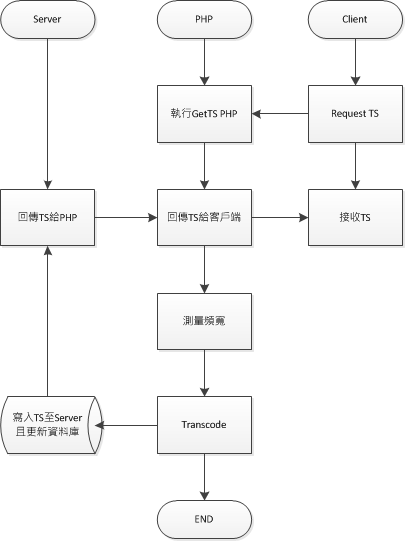 Server
PHP
Client
執行GetTS PHP
Request TS
回傳TS給PHP
回傳TS給客戶端
接收TS
測量頻寬
寫入TS至Server
且更新資料庫
Transcode
END